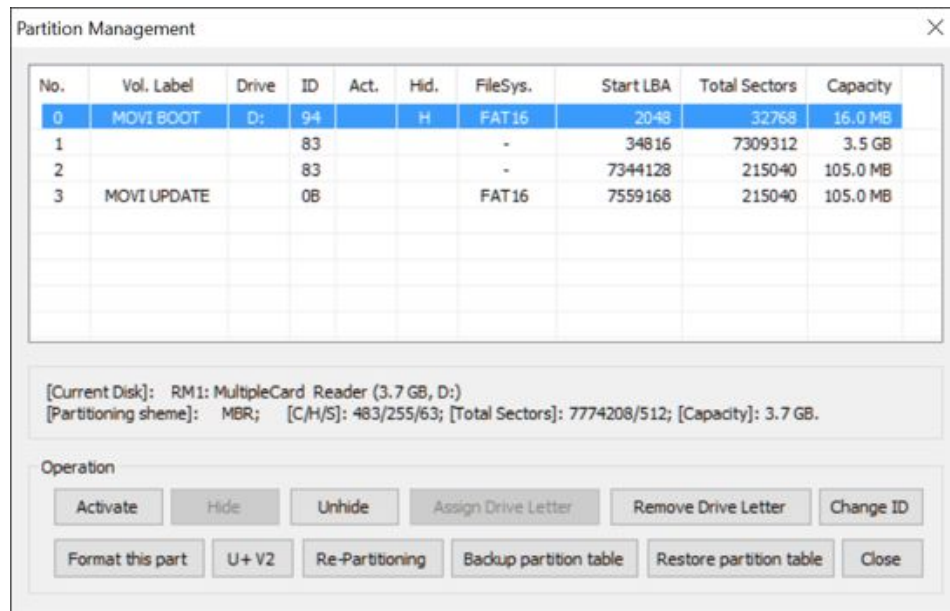 Partition Management
No. Vol. Label Drive ID Act. Hid. FileSys. Start LBA Total Sectors Capacity
0 MOVI BOOT D: 94 H FAT16 2048 32768 16.0 MB
1 83 - 34816 7309312 3.5 GB
2 83 - 7344128 215040 105.0 MB
3 MOVI UPDATE 0B FAT16 7559168 215040 105.0 MB
[Current Disk]: RM1: MultipleCard Reader (3.7 GB, D:)
[Partitioning sheme]: MBR; [C/H/S]: 483/255/63; [Total Sectors]: 7774208/512; [Capacity]: 3.7 GB.
Operation
Activate Hide Unhide Assign Drive Letter Remove Drive Letter Change ID
Format this part U+ V2 Re-Partitioning Backup partition table Restore partition table Close